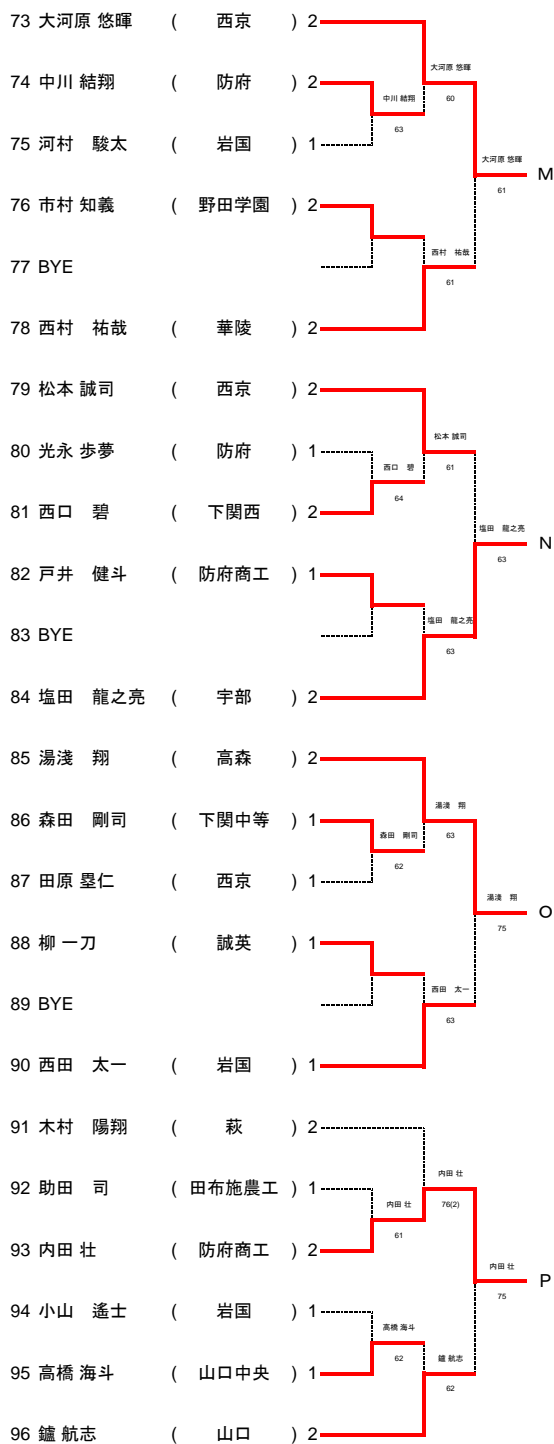 73 大河原 悠暉 ( 西京 ) 2
大河原 悠暉
74 中川 結翔 ( 防府 ) 2
中川 結翔
60
63
75 河村 駿太 ( 岩国 ) 1
大河原 悠暉
M
61
76 市村 知義 ( 野田学園 ) 2
西村 祐哉
77 BYE
61
78 西村 祐哉 ( 華陵 ) 2
79 松本 誠司 ( 西京 ) 2
松本 誠司
80 光永 歩夢 ( 防府 ) 1
西口 碧
61
64
81 西口 碧 ( 下関西 ) 2
塩田 龍之亮
N
63
82 戸井 健斗 ( 防府商工 ) 1
塩田 龍之亮
83 BYE
63
84 塩田 龍之亮 ( 宇部 ) 2
85 湯淺 翔 ( 高森 ) 2
湯淺 翔
86 森田 剛司 ( 下関中等 ) 1
森田 剛司
63
62
87 田原 塁仁 ( 西京 ) 1
湯淺 翔
O
75
88 柳 一刀 ( 誠英 ) 1
西田 太一
89 BYE
63
90 西田 太一 ( 岩国 ) 1
91 木村 陽翔 ( 萩 ) 2
内田 壮
92 助田 司 ( 田布施農工 ) 1
内田 壮
76(2)
61
93 内田 壮 ( 防府商工 ) 2
内田 壮
P
75
94 小山 遙士 ( 岩国 ) 1
高橋 海斗
95 高橋 海斗 ( 山口中央 ) 1
62
鑪 航志
62
96 鑪 航志 ( 山口 ) 2